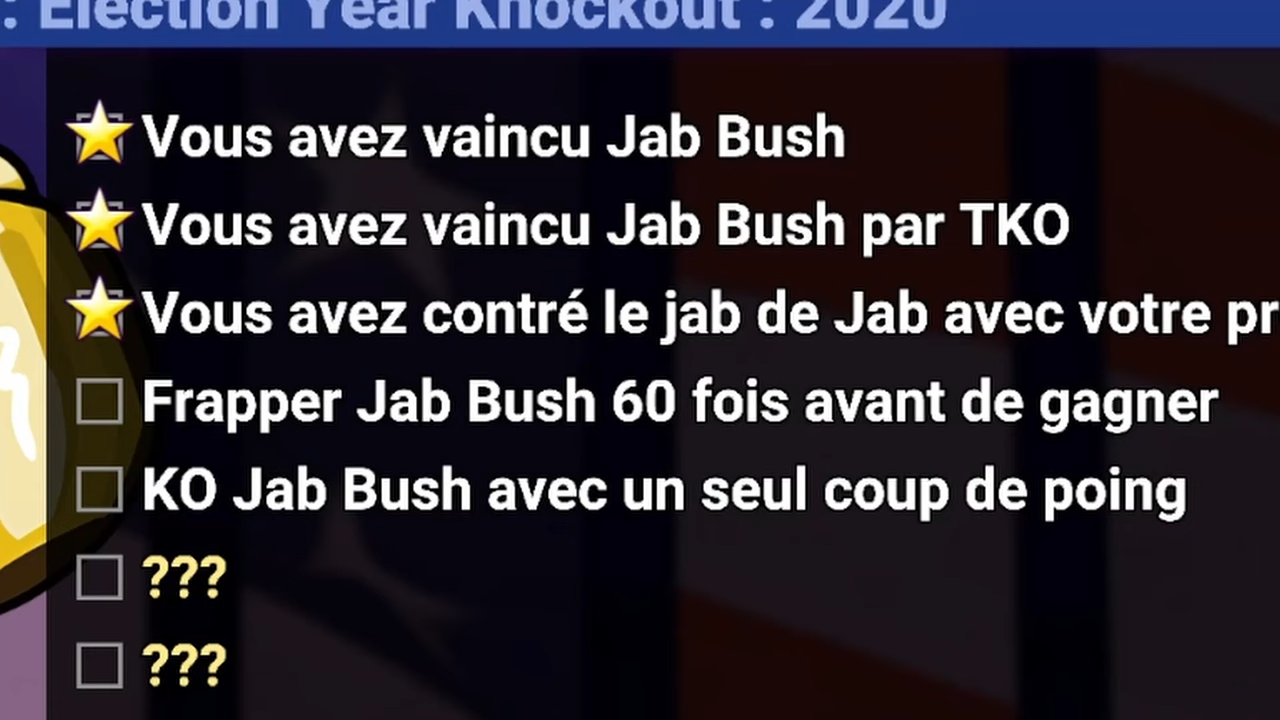 : Election Year Knockout : 2020
Vous avez vaincu Jab Bush
Vous avez vaincu Jab Bush par TKO
Vous avez contré le jab de Jab avec votre
Frapper Jab Bush 60 fois avant de gagner
KO Jab Bush avec un seul coup de poing
???
???